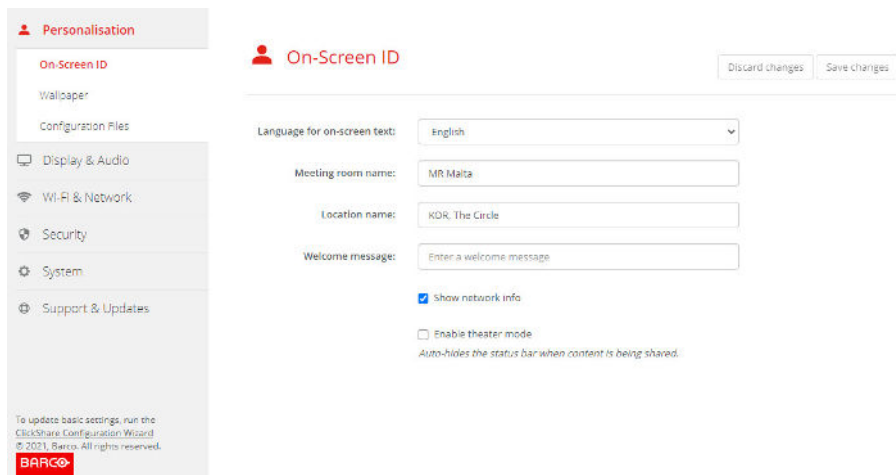 Personalisation
On-Screen ID
Wallpaper
Configuration Files
Display & Audio
Wi-Fi & Network
Security
System
Support & Updates
To update basic settings, run the
ClickShare Configuration Wizard
© 2021, Barco. All rights reserved.
BARCO
On-Screen ID
Discard changes
Save changes
Language for on-screen text: English
Meeting room name: MR Malta
Location name: KOR, The Circle
Welcome message: Enter a welcome message
Show network info
Enable theater mode
Auto-hides the status bar when content is being shared.